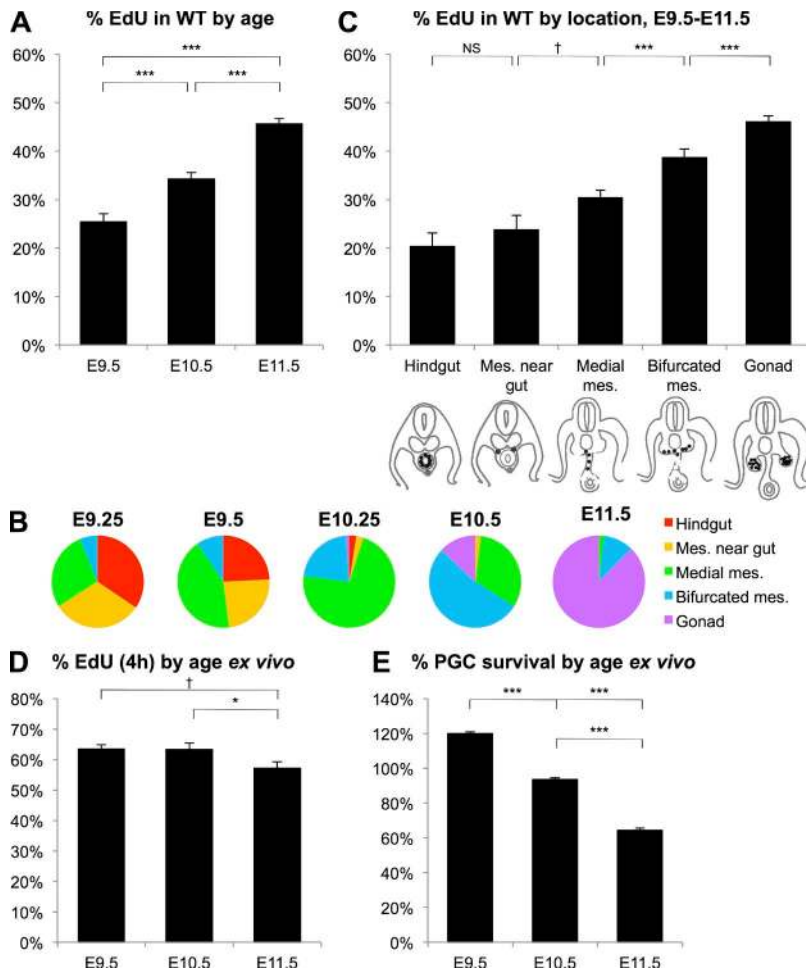 A
% EdU in WT by age
60%
50%
40%
30%
20%
10%
0%
***
***
***
E9.5
E10.5
E11.5
C
% EdU in WT by location, E9.5-E11.5
60%
50%
40%
30%
20%
10%
0%
NS
†
***
***
Hindgut
Mes. near
gut
Medial
mes.
Bifurcated
mes.
Gonad
B
E9.25
E9.5
E10.25
E10.5
E11.5
Hindgut
Mes. near gut
Medial mes.
Bifurcated mes.
Gonad
D
% EdU (4h) by age ex vivo
80%
70%
60%
50%
40%
30%
20%
10%
0%
†
*
E9.5
E10.5
E11.5
E
% PGC survival by age ex vivo
120%
100%
80%
60%
40%
20%
0%
***
***
***
E9.5
E10.5
E11.5